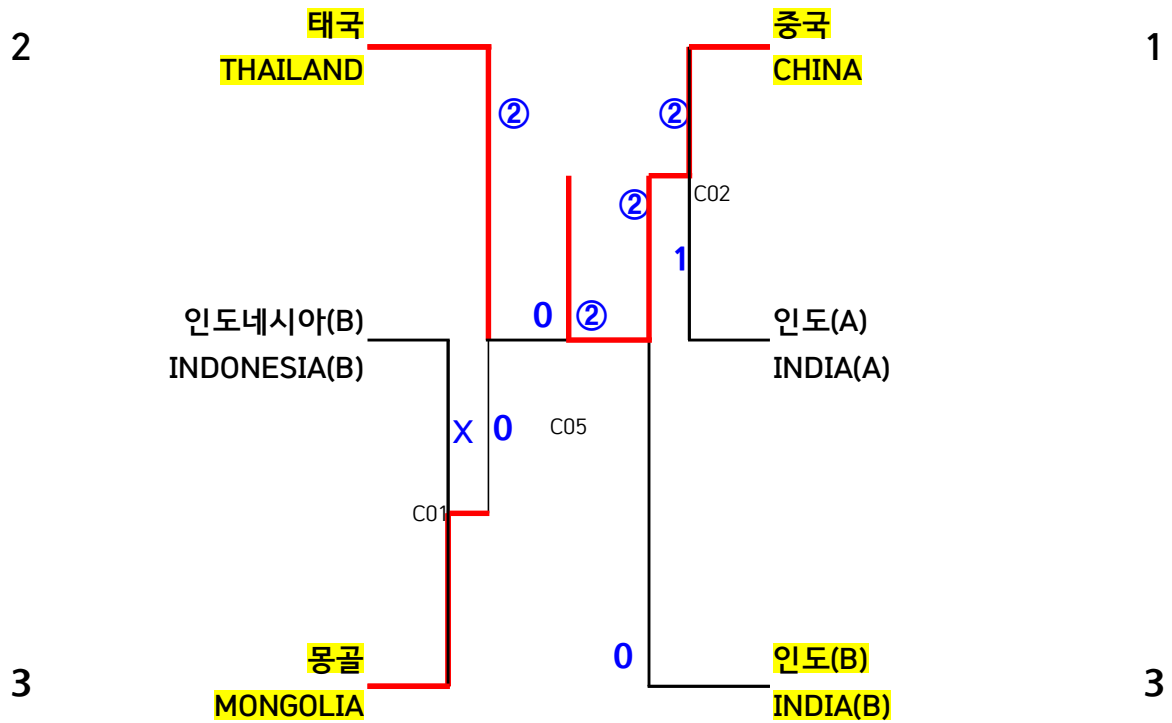 2
태국
THAILAND
중국
CHINA
1
②
②
②
C02
1
0
②
인도네시아(B)
INDONESIA(B)
인도(A)
INDIA(A)
X
0
C05
C01
0
3
몽골
MONGOLIA
인도(B)
INDIA(B)
3